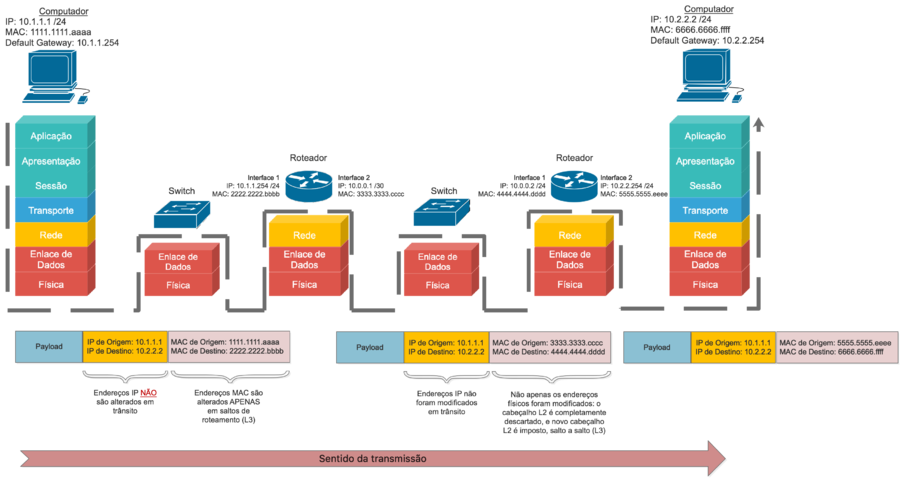 Computador
IP: 10.1.1.1 /24
MAC: 1111.1111.aaaa
Default Gateway: 10.1.1.254
Computador
IP: 10.2.2.2 /24
MAC: 6666.6666.ffff
Default Gateway: 10.2.2.254
Aplicação
Apresentação
Sessão
Transporte
Rede
Enlace de
Dados
Física
Switch
Enlace de
Dados
Física
Roteador
Interface 1
IP: 10.1.1.254 /24
MAC: 2222.2222.bbbb
Interface 2
IP: 10.0.0.1 /30
MAC: 3333.3333.cccc
Rede
Enlace de
Dados
Física
Switch
Enlace de
Dados
Física
Roteador
Interface 1
IP: 10.0.0.2 /24
MAC: 4444.4444.dddd
Interface 2
IP: 10.2.2.254 /24
MAC: 5555.5555.eeee
Rede
Enlace de
Dados
Física
Aplicação
Apresentação
Sessão
Transporte
Rede
Enlace de
Dados
Física
Payload
IP de Origem: 10.1.1.1
IP de Destino: 10.2.2.2
MAC de Origem: 1111.1111.aaaa
MAC de Destino: 2222.2222.bbbb
Payload
IP de Origem: 10.1.1.1
IP de Destino: 10.2.2.2
MAC de Origem: 3333.3333.cccc
MAC de Destino: 4444.4444.dddd
Payload
IP de Origem: 10.1.1.1
IP de Destino: 10.2.2.2
MAC de Origem: 5555.5555.eeee
MAC de Destino: 6666.6666.ffff
Endereços IP NÃO
são alterados em
trânsito
Endereços MAC são
alterados APENAS
em saltos de
roteamento (L3)
Endereços IP não
foram modificados
em trânsito
Não apenas os endereços
físicos foram modificados: o
cabeçalho L2 é completamente
descartado, e novo cabeçalho
L2 é imposto, salto a salto (L3)
Sentido da transmissão